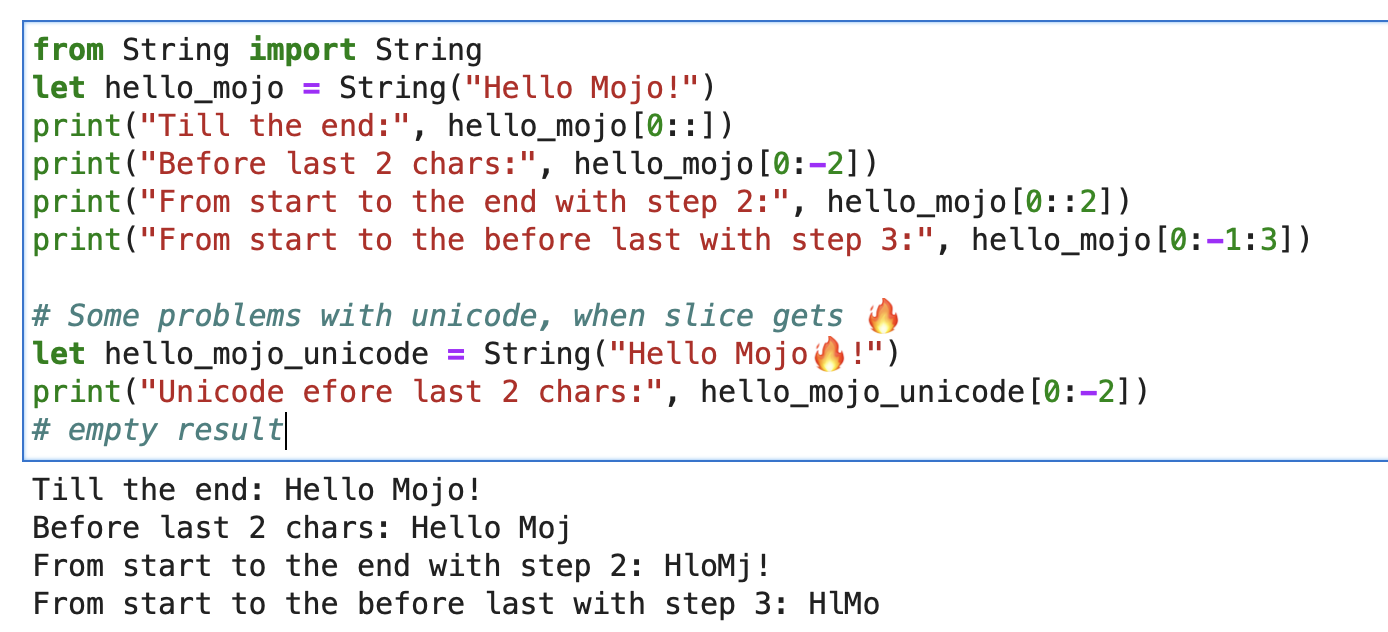 from String import String
let hello_mojo = String("Hello Mojo!")
print("Till the end:", hello_mojo[0::])
print("Before last 2 chars:", hello_mojo[0:-2])
print("From start to the end with step 2:", hello_mojo[0::2])
print("From start to the before last with step 3:", hello_mojo[0:-1:3])
# Some problems with unicode, when slice gets 🔥
let hello_mojo_unicode = String("Hello Mojo🔥!")
print("Unicode efore last 2 chars:", hello_mojo_unicode[0:-2])
# empty result
Till the end: Hello Mojo!
Before last 2 chars: Hello Moj
From start to the end with step 2: HloMj!
From start to the before last with step 3: HlMo